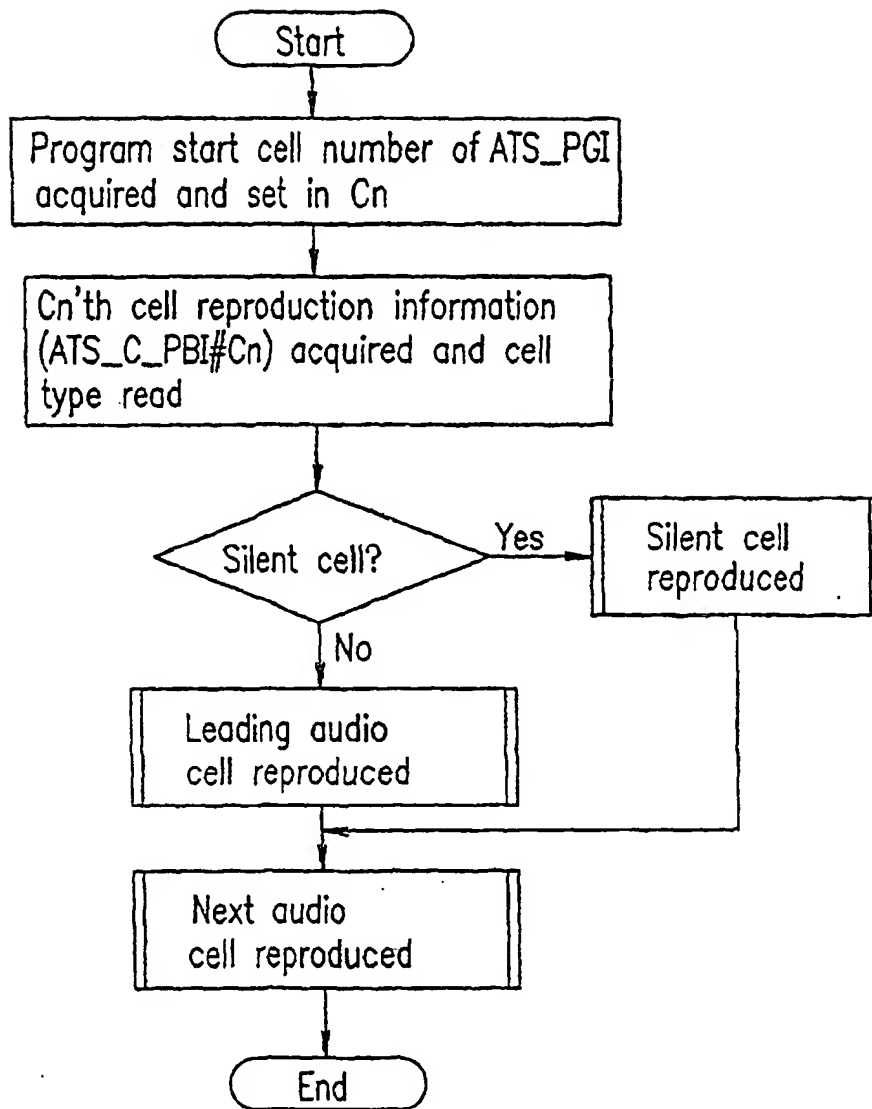 Start
Program start cell number of ATS_PGI
acquired and set in Cn
Cn'th cell reproduction information
(ATS_C_PBI#Cn) acquired and cell
type read
Silent cell?
Yes
Silent cell
reproduced
No
Leading audio
cell reproduced
Next audio
cell reproduced
End